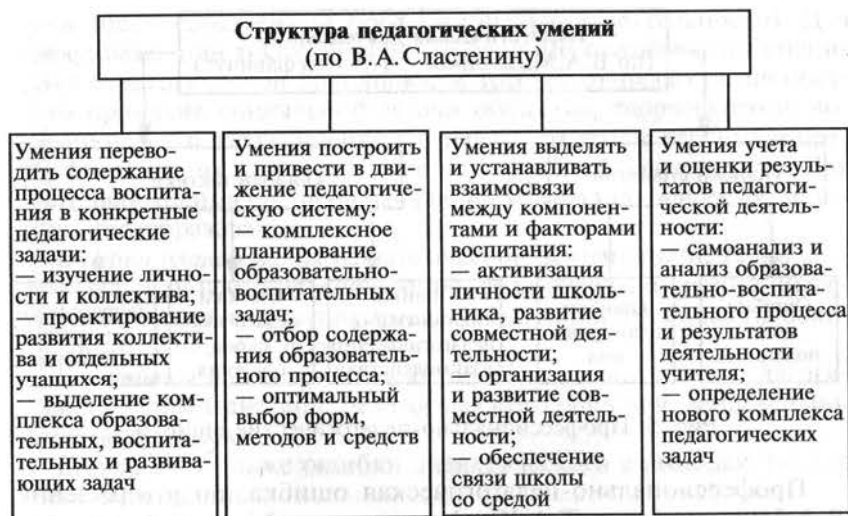 Структура педагогических умений
(по В. А. Сластенину)
Умения перево-
дить содержание
процесса воспита-
ния в конкретные
педагогические
задачи:
— изучение лично-
сти и коллектива;
— проектирование
развития коллекти-
ва и отдельных
учащихся;
— выделение ком-
плекса образова-
тельных, воспита-
тельных и развива-
ющих задач
Умения построить
и привести в дви-
жение педагогиче-
скую систему:
— комплексное
планирование
образовательно-
воспитательных
задач;
— отбор содержа-
ния образователь-
ного процесса;
— оптимальный
выбор форм,
методов и средств
Умения выделять
и устанавливать
взаимосвязи
между компонен-
тами и факторами
воспитания:
— активизация
личности школь-
ника, развитие
совместной дея-
тельности;
— организация
и развитие сов-
местной деятель-
ности;
— обеспечение
связи школы
со средой
Умения учета
и оценки резуль-
татов педагоги-
ческой деятель-
ности:
— самоанализ и
анализ образова-
тельно-воспита-
тельного процесса
и результатов
деятельности
учителя;
— определение
нового комплекса
педагогических
задач